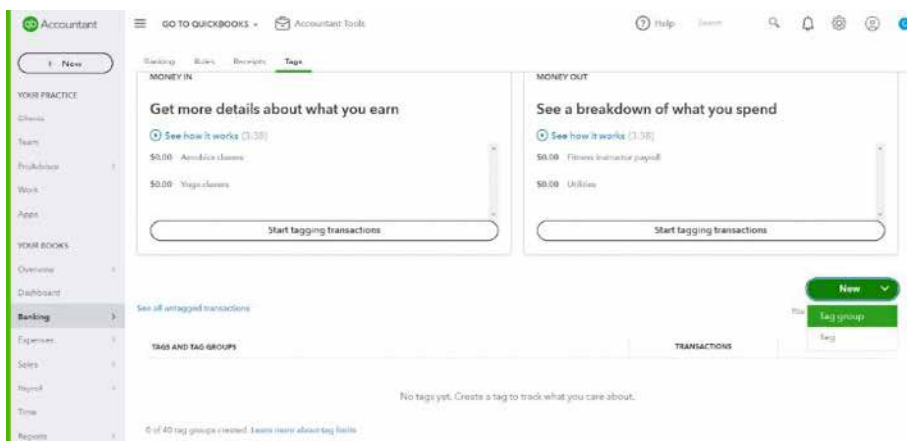 qb Accountant
GO TO QUICKBOOKS
Accountant Tools
Help
Search
+ New
Banking Rules Receipts Tags
YOUR PRACTICE
Clients
Team
ProAdvisor
Work
Apps
YOUR BOOKS
Overview
Dashboard
Banking
Expenses
Sales
Payroll
Time
Reports
MONEY IN
Get more details about what you earn
See how it works (3:38)
$0.00 Aerobics classes
$0.00 Yoga classes
Start tagging transactions
MONEY OUT
See a breakdown of what you spend
See how it works (3:38)
$0.00 Fitness instructor payroll
$0.00 Utilities
Start tagging transactions
New
See all untagged transactions
You
Tag group
Tag
TAGS AND TAG GROUPS
TRANSACTIONS
No tags yet. Create a tag to track what you care about.
0 of 40 tag groups created. Learn more about tag limits